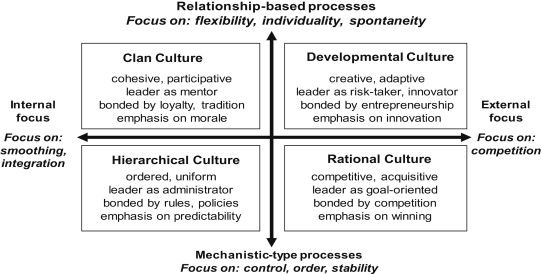 Relationship-based processes
Focus on: flexibility, individuality, spontaneity
Clan Culture
cohesive, participative
leader as mentor
bonded by loyalty, tradition
emphasis on morale
Developmental Culture
creative, adaptive
leader as risk-taker, innovator
bonded by entrepreneurship
emphasis on innovation
Internal
focus
Focus on:
smoothing,
integration
External
focus
Focus on:
competition
Hierarchical Culture
ordered, uniform
leader as administrator
bonded by rules, policies
emphasis on predictability
Rational Culture
competitive, acquisitive
leader as goal-oriented
bonded by competition
emphasis on winning
Mechanistic-type processes
Focus on: control, order, stability